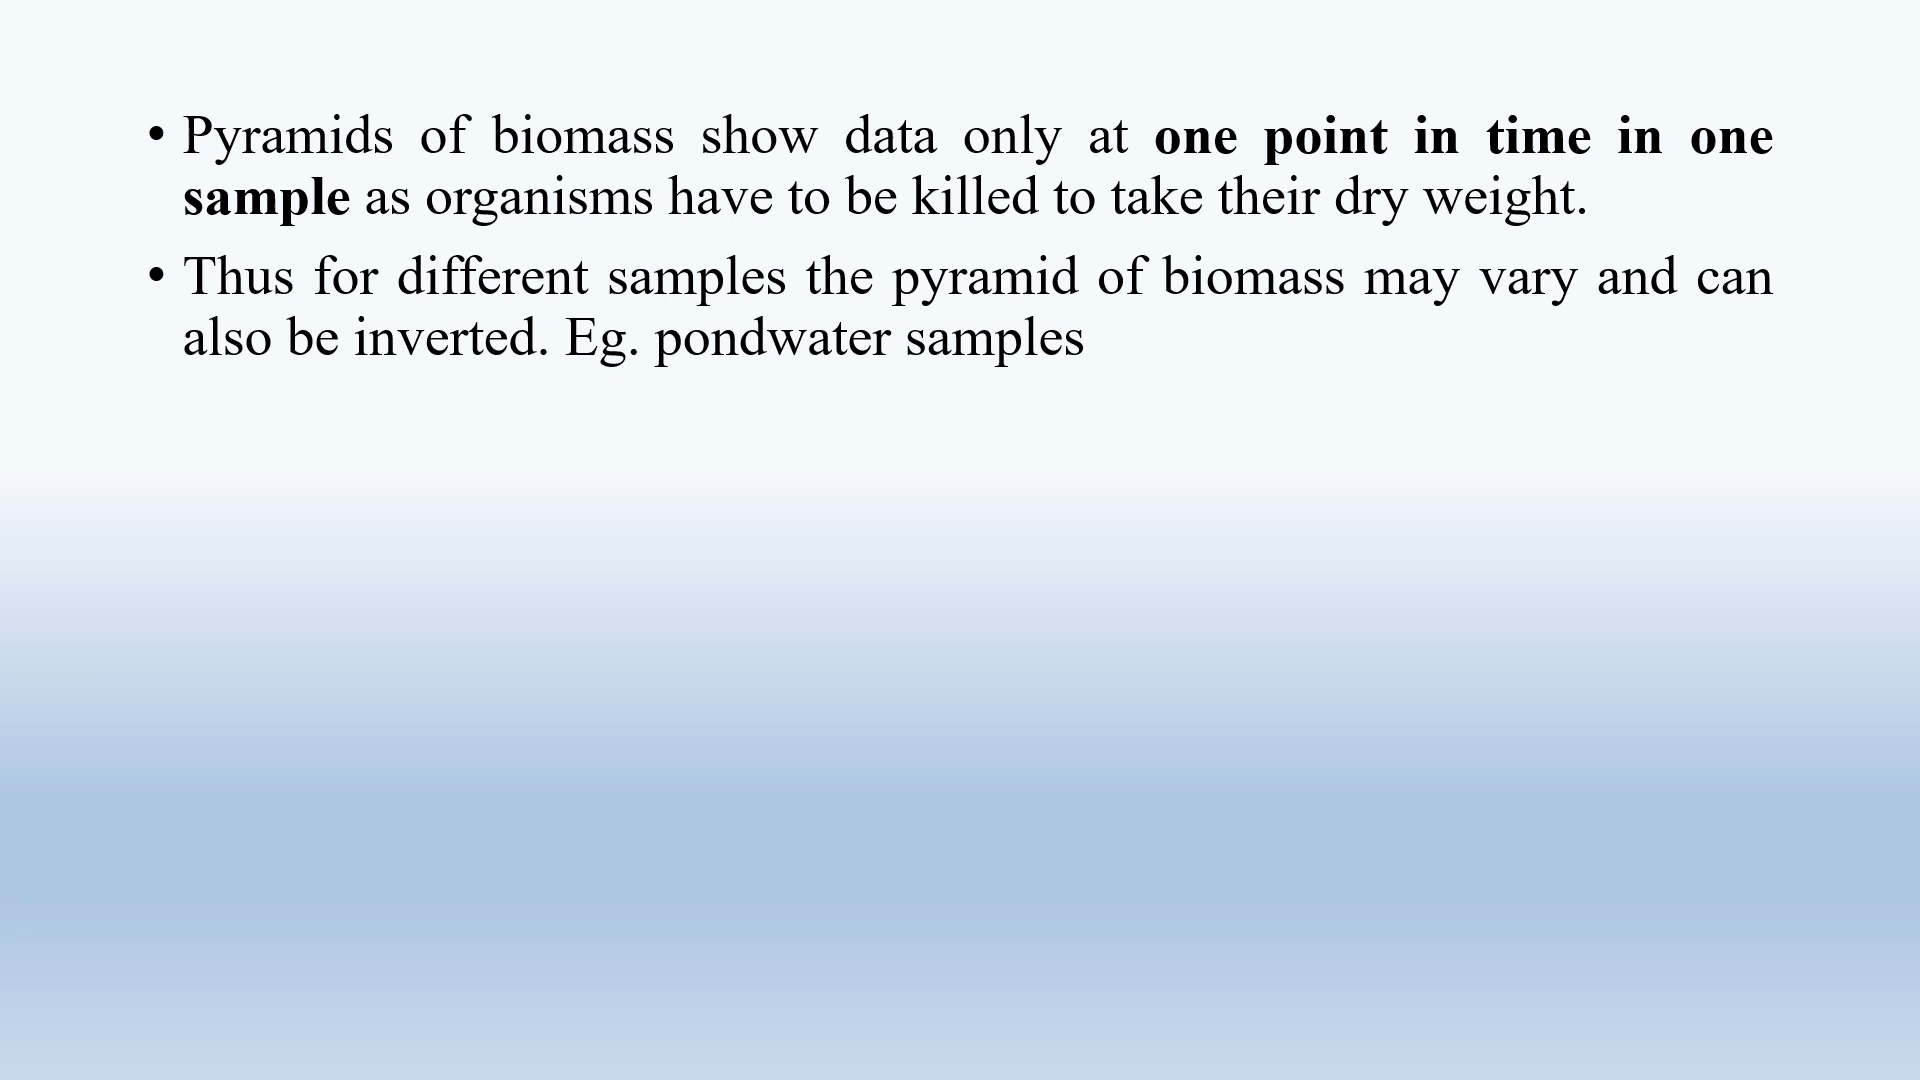 • Pyramids of biomass show data only at one point in time in one
sample as organisms have to be killed to take their dry weight.
• Thus for different samples the pyramid of biomass may vary and can
also be inverted. Eg. pondwater samples